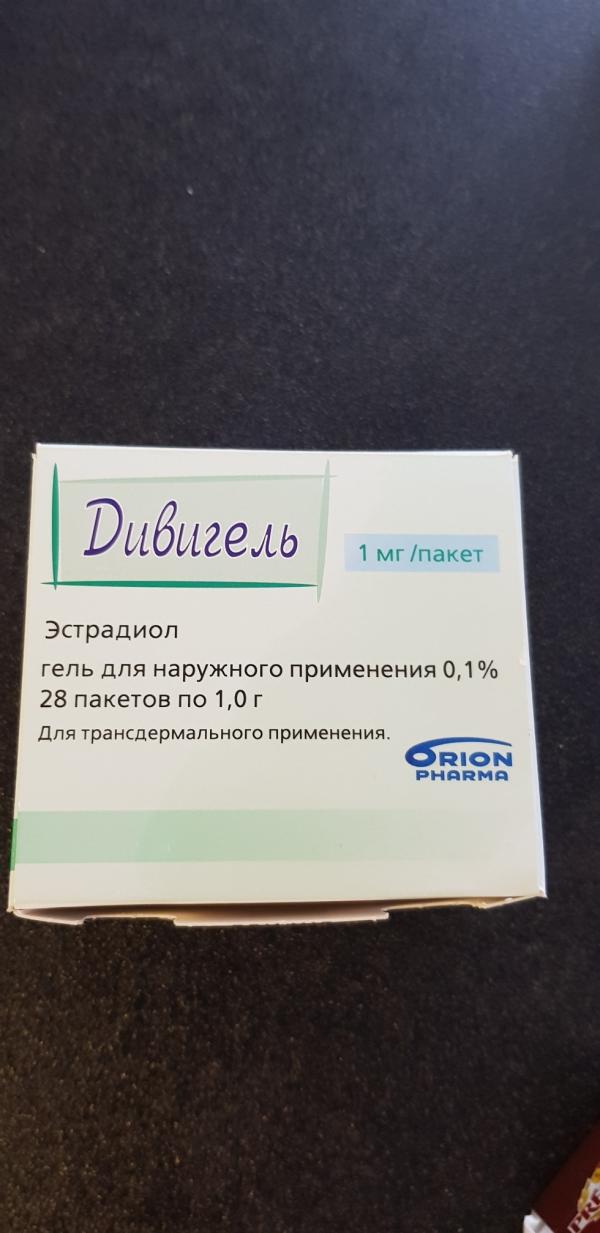 Дивигель
1 мг /пакет
Эстрадиол
гель для наружного применения 0,1%
28 пакетов по 1,0 г
Для трансдермального применения.
ORION
PHARMA
PRE